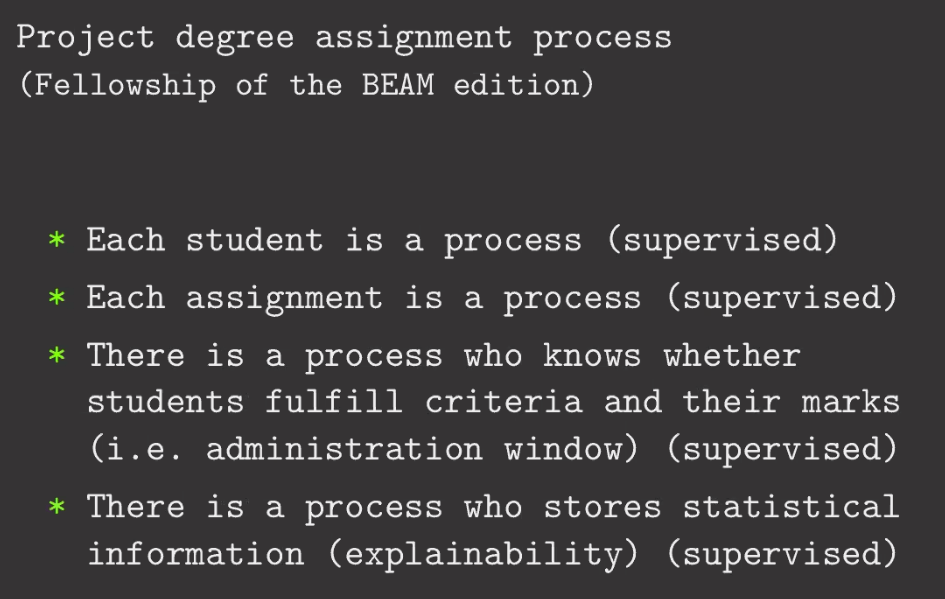 Project degree assignment process
(Fellowship of the BEAM edition)
* Each student is a process (supervised)
* Each assignment is a process (supervised)
* There is a process who knows whether
students fulfill criteria and their marks
(i.e. administration window) (supervised)
* There is a process who stores statistical
information (explainability) (supervised)